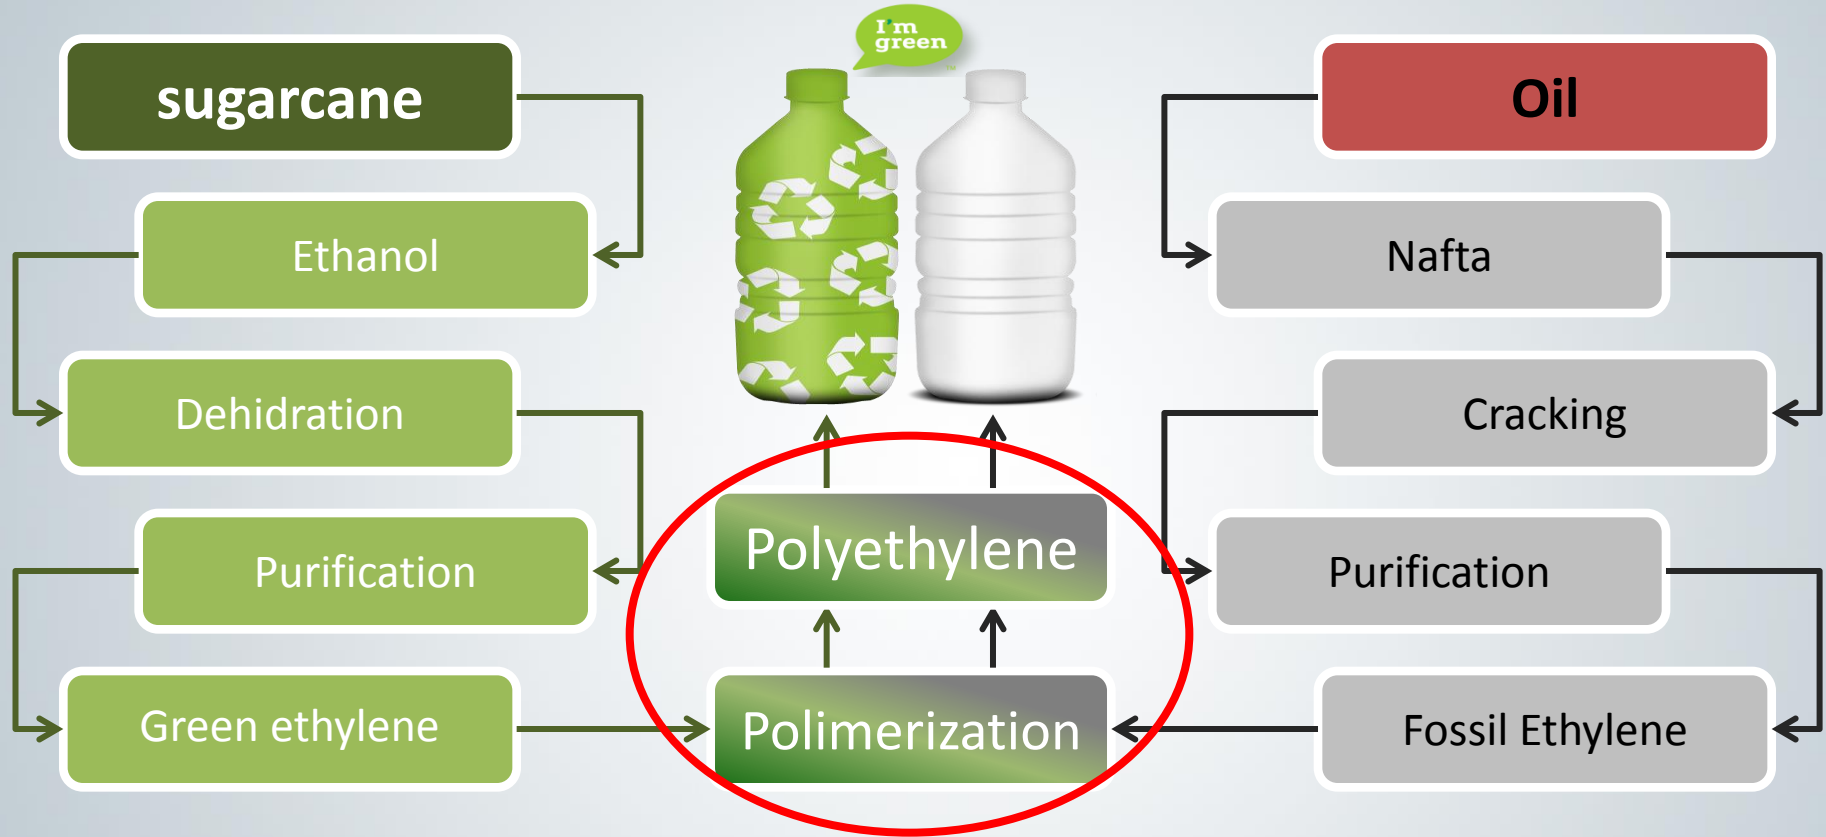 I'm
green
sugarcane
Ethanol
Dehidration
Purification
Green ethylene
Polyethylene
Polimerization
Oil
Nafta
Cracking
Purification
Fossil Ethylene